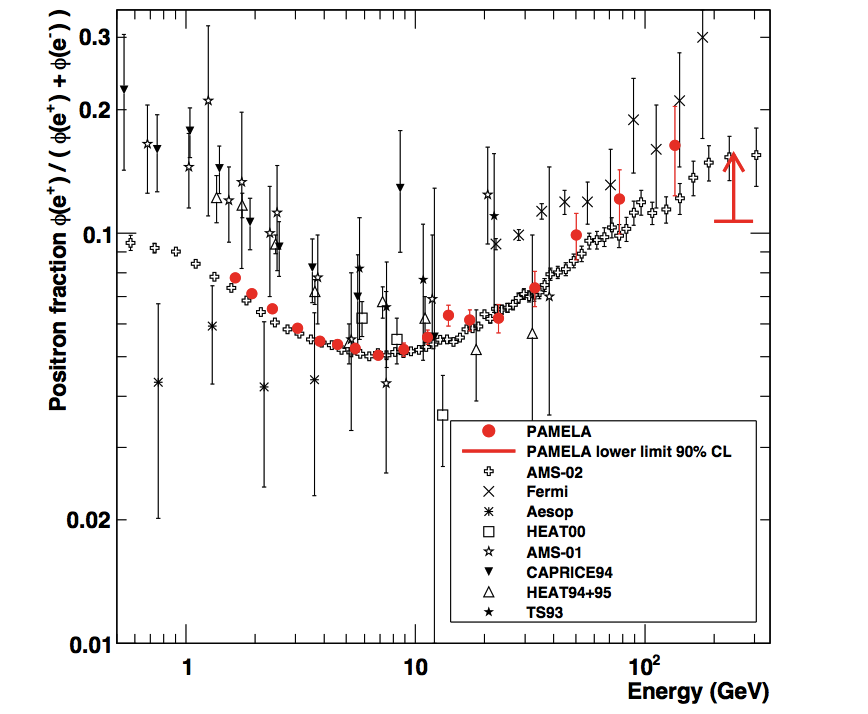 Positron fraction ϕ(e⁺) / ( ϕ(e⁺) + ϕ(e⁻) )
0.3
0.2
0.1
0.02
0.01
1
10
10²
Energy (GeV)
PAMELA
PAMELA lower limit 90% CL
AMS-02
Fermi
Aesop
HEAT00
AMS-01
CAPRICE94
HEAT94+95
TS93